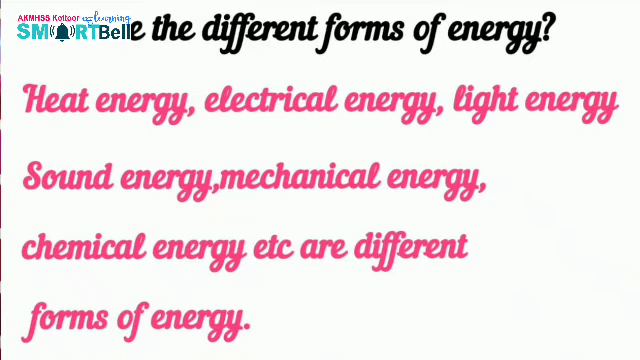 AKMHSS Kottoor e-learning
SMARTBell
e the different forms of energy?
Heat energy, electrical energy, light energy
Sound energy,mechanical energy,
chemical energy etc are different
forms of energy.